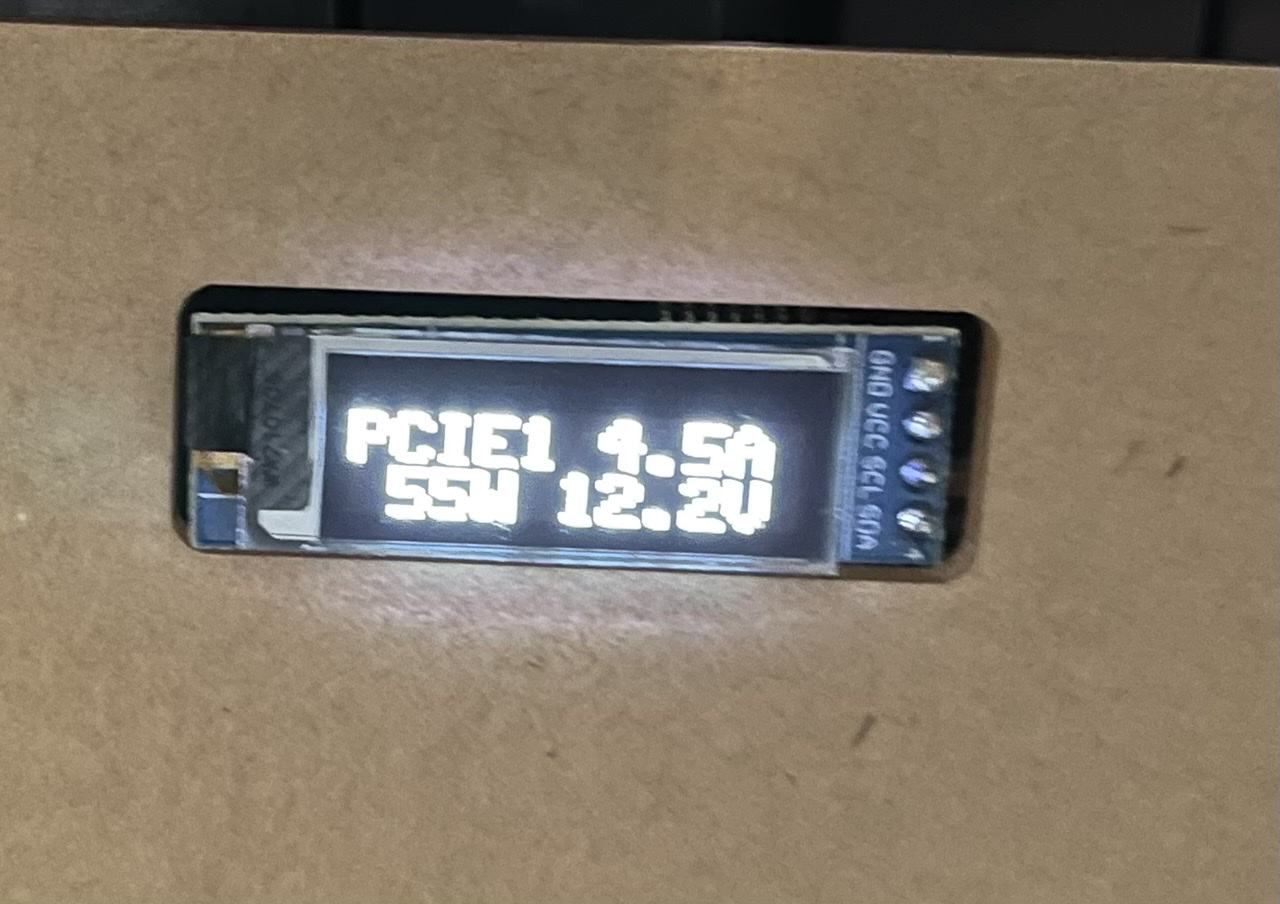 PCIE1 4.5A
55W 12.2V
GND VCC SCL SDA